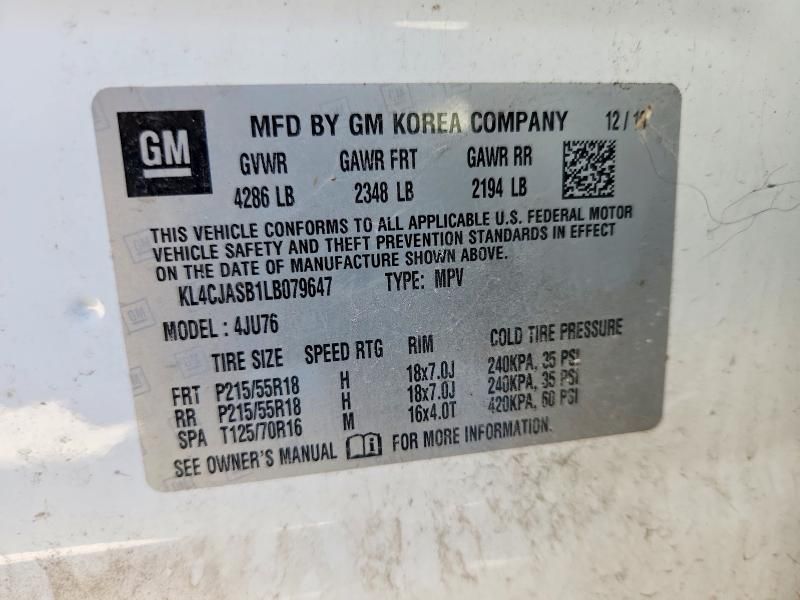 GM MFD BY GM KOREA COMPANY
GVWR GAWR FRT GAWR RR
4286 LB 2348 LB 2194 LB
THIS VEHICLE CONFORMS TO ALL APPLICABLE U.S. FEDERAL MOTOR
VEHICLE SAFETY AND THEFT PREVENTION STANDARDS IN EFFECT
ON THE DATE OF MANUFACTURE SHOWN ABOVE.
KL4CJASB1LB079647 TYPE: MPV
MODEL: 4JU76
TIRE SIZE SPEED RTG RIM COLD TIRE PRESSURE
FRT P215/55R18 H 18x7.0J 240KPA, 35 PSI
RR P215/55R18 H 18x7.0J 240KPA, 35 PSI
SPA T125/70R16 M 16x4.0T 420KPA, 60 PSI
SEE OWNER'S MANUAL FOR MORE INFORMATION.